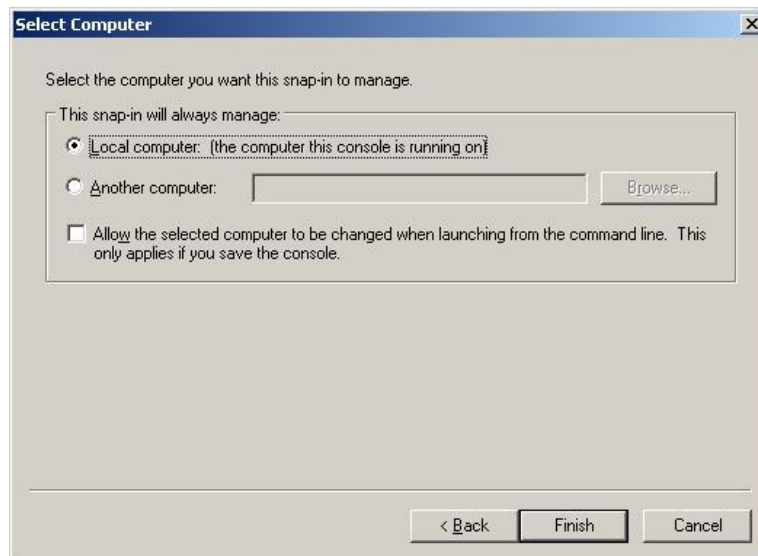 Select Computer
Select the computer you want this snap-in to manage.
This snap-in will always manage:
Local computer: (the computer this console is running on)
Another computer:
Browse...
Allow the selected computer to be changed when launching from the command line. This
only applies if you save the console.
< Back
Finish
Cancel